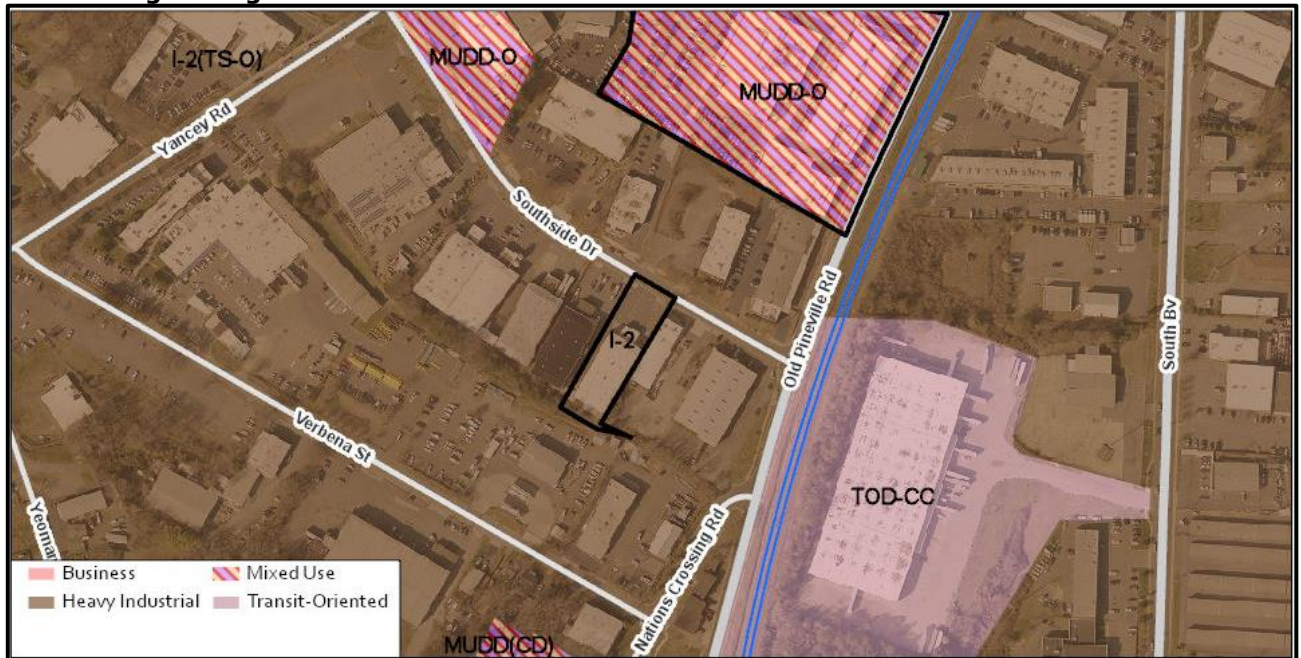 I-2(TS-O)
MUDD-O
MUDD-O
Yancey Rd
Southside Dr
Old Pineville Rd
South Bv
I-2
Verbena St
TOD-CC
Nations Crossing Rd
MUDD(CD)
Business
Mixed Use
Heavy Industrial
Transit-Oriented